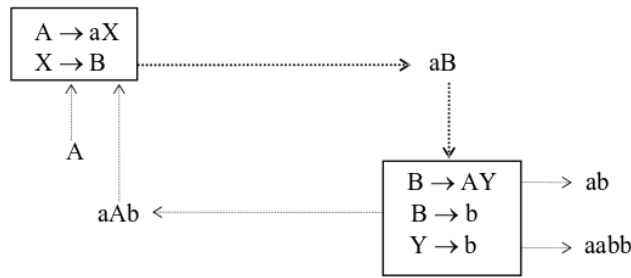 A → aX
X → B
aB
A
aAb
B → AY
B → b
Y → b
ab
aabb